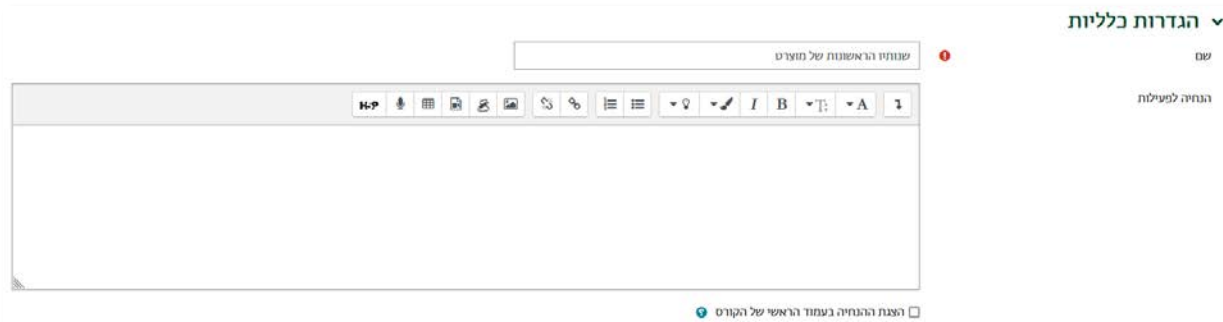 הגדרות כלליות
שם
שנותיו הראשונות של מוצרט
הנחיה לפעילות
A T B I
H-P
הצגת ההנחיה בעמוד הראשי של הקורס